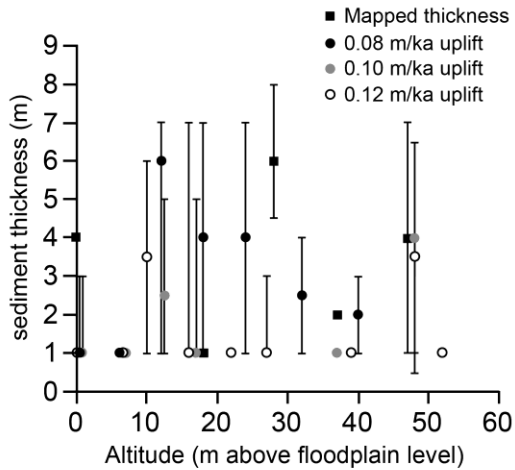 Mapped thickness
0.08 m/ka uplift
0.10 m/ka uplift
0.12 m/ka uplift
sediment thickness (m)
9
8
7
6
5
4
3
2
1
0
0 10 20 30 40 50 60
Altitude (m above floodplain level)